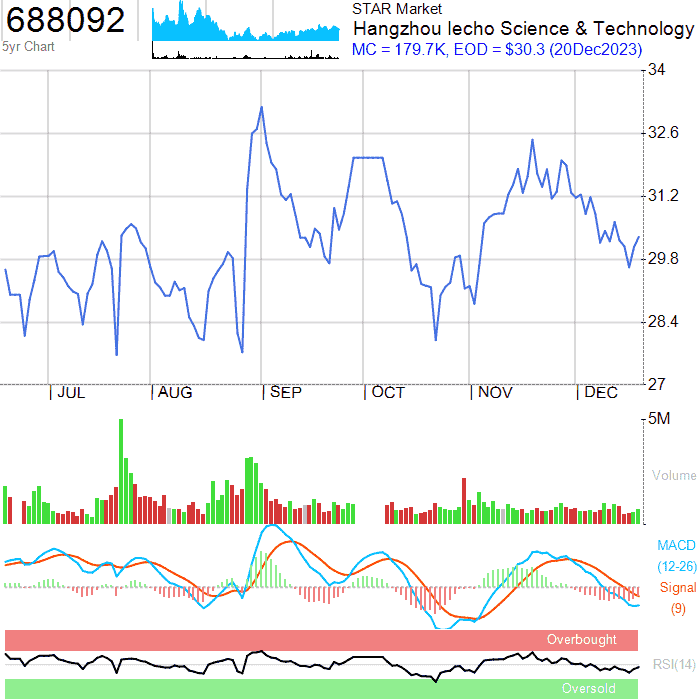 688092
5yr Chart
STAR Market
Hangzhou Iecho Science & Technology
MC = 179.7K, EOD = $30.3 (20Dec2023)
34
32.6
31.2
29.8
28.4
27
JUL
AUG
SEP
OCT
NOV
DEC
5M
Volume
MACD
(12-26)
Signal
(9)
Overbought
RSI(14)
Oversold